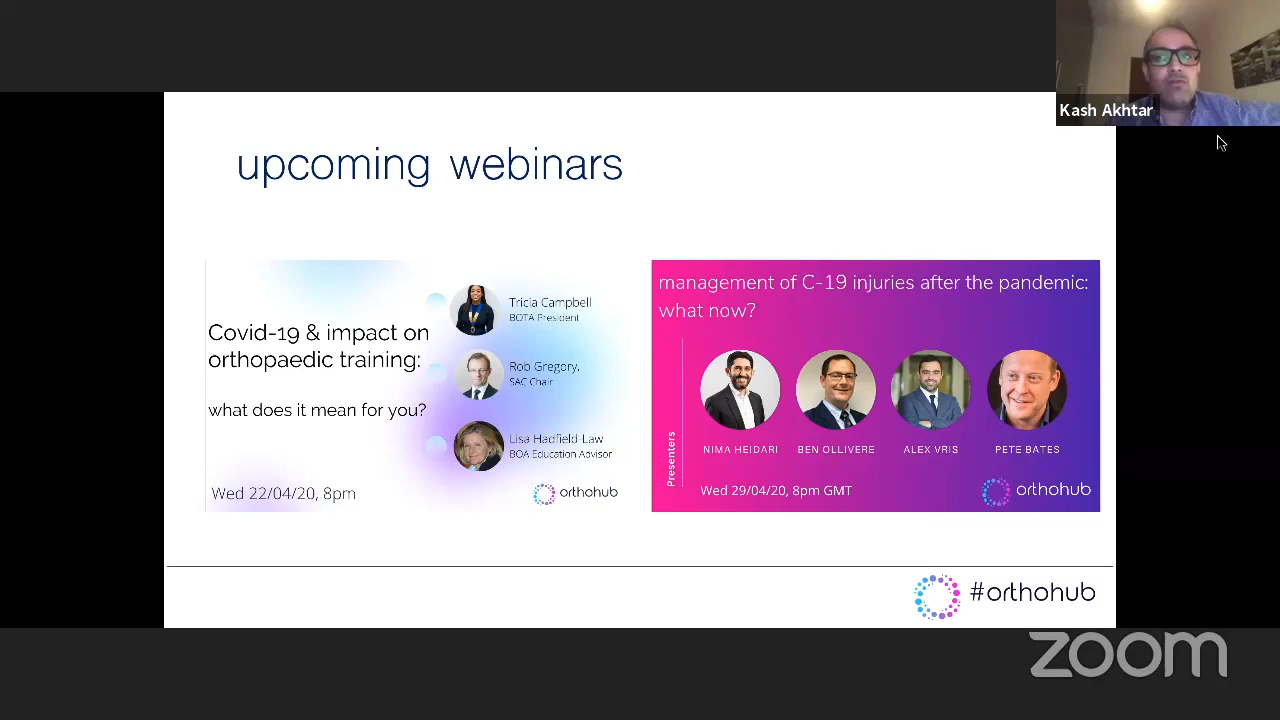 Kash Akhtar
upcoming webinars
Covid-19 & impact on
orthopaedic training:
what does it mean for you?
Wed 22/04/20, 8pm
Tricia Campbell
BOTA President
Rob Gregory,
SAC Chair
Lisa Hadfield-Law
BOA Education Advisor
orthohub
management of C-19 injuries after the pandemic:
what now?
Presenters
NIMA HEIDARI
BEN OLLIVERE
ALEX VRIS
PETE BATES
Wed 29/04/20, 8pm GMT
orthohub
#orthohub
zoom